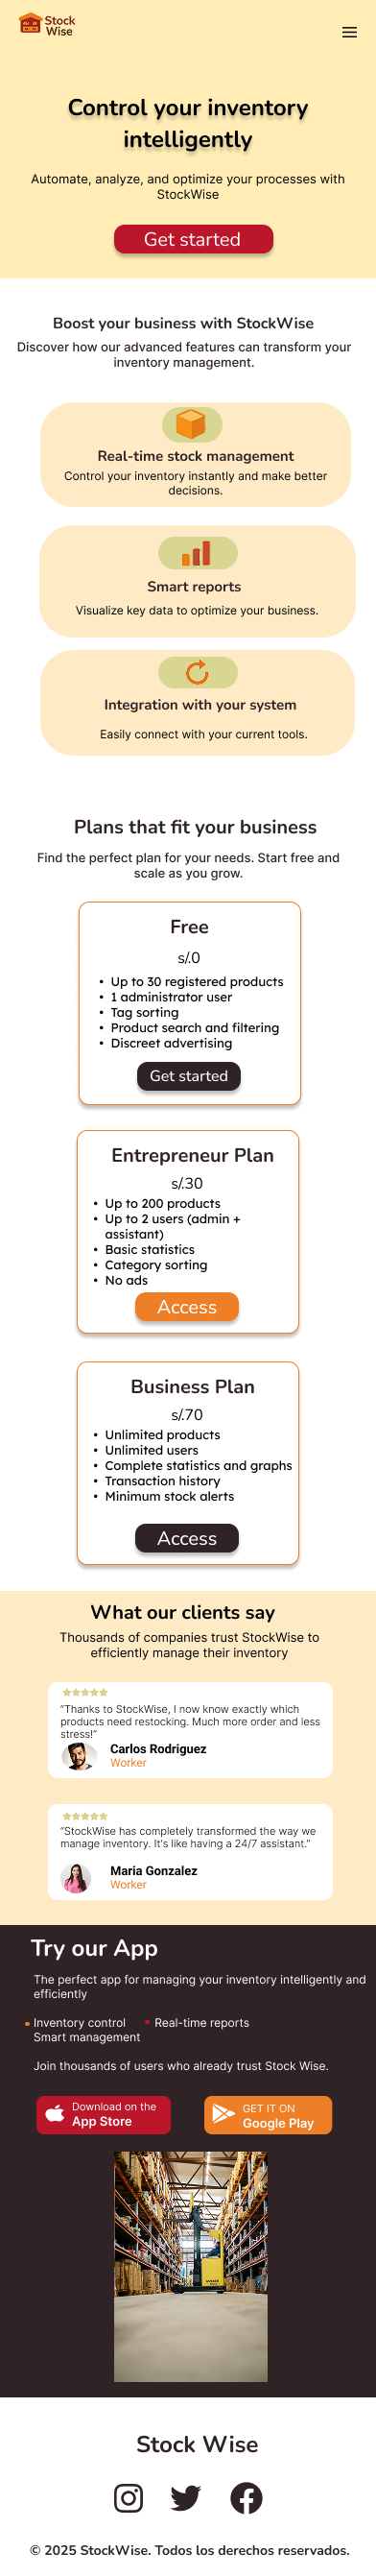 Stock
Wise
Control your inventory
intelligently
Automate, analyze, and optimize your processes with
StockWise
Get started
Boost your business with StockWise
Discover how our advanced features can transform your
inventory management.
Real-time stock management
Control your inventory instantly and make better
decisions.
Smart reports
Visualize key data to optimize your business.
Integration with your system
Easily connect with your current tools.
Plans that fit your business
Find the perfect plan for your needs. Start free and
scale as you grow.
Free
s/.0
• Up to 30 registered products
• 1 administrator user
• Tag sorting
• Product search and filtering
• Discreet advertising
Get started
Entrepreneur Plan
s/.30
• Up to 200 products
• Up to 2 users (admin +
assistant)
• Basic statistics
• Category sorting
• No ads
Access
Business Plan
s/.70
• Unlimited products
• Unlimited users
• Complete statistics and graphs
• Transaction history
• Minimum stock alerts
Access
What our clients say
Thousands of companies trust StockWise to
efficiently manage their inventory
“Thanks to StockWise, I now know exactly which
products need restocking. Much more order and less
stress!”
Carlos Rodriguez
Worker
“StockWise has completely transformed the way we
manage inventory. It's like having a 24/7 assistant.”
Maria Gonzalez
Worker
Try our App
The perfect app for managing your inventory intelligently and
efficiently
• Inventory control • Real-time reports
Smart management
Join thousands of users who already trust Stock Wise.
Download on the
App Store
GET IT ON
Google Play
Stock Wise
© 2025 StockWise. Todos los derechos reservados.